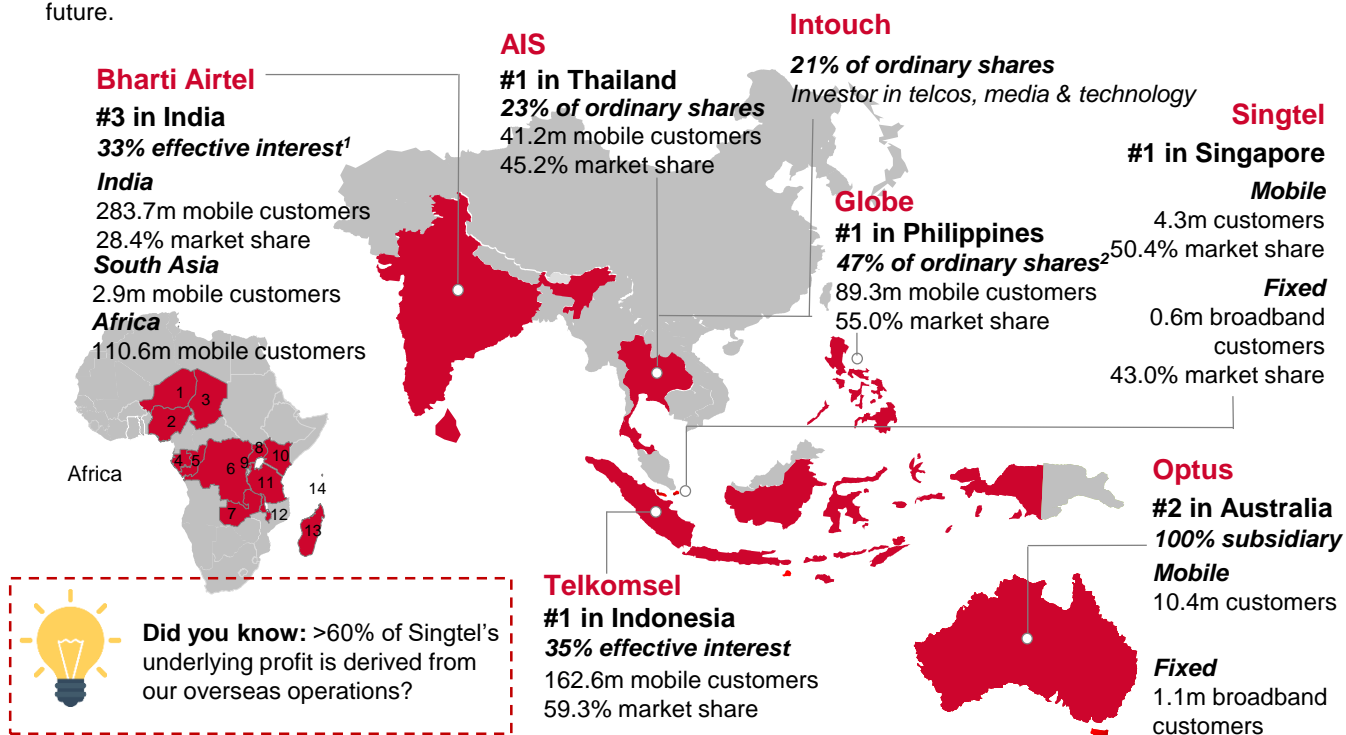 future.
Bharti Airtel
#3 in India
33% effective interest1
India
283.7m mobile customers
28.4% market share
South Asia
2.9m mobile customers
Africa
110.6m mobile customers
AIS
#1 in Thailand
23% of ordinary shares
41.2m mobile customers
45.2% market share
Intouch
21% of ordinary shares
Investor in telcos, media & technology
Singtel
#1 in Singapore
Mobile
4.3m customers
50.4% market share
Fixed
0.6m broadband
customers
43.0% market share
Globe
#1 in Philippines
47% of ordinary shares2
89.3m mobile customers
55.0% market share
Africa
1
2
3
4
5
6
7
8
9
10
11
12
13
14
Telkomsel
#1 in Indonesia
35% effective interest
162.6m mobile customers
59.3% market share
Optus
#2 in Australia
100% subsidiary
Mobile
10.4m customers
Fixed
1.1m broadband
customers
Did you know: >60% of Singtel's
underlying profit is derived from
our overseas operations?